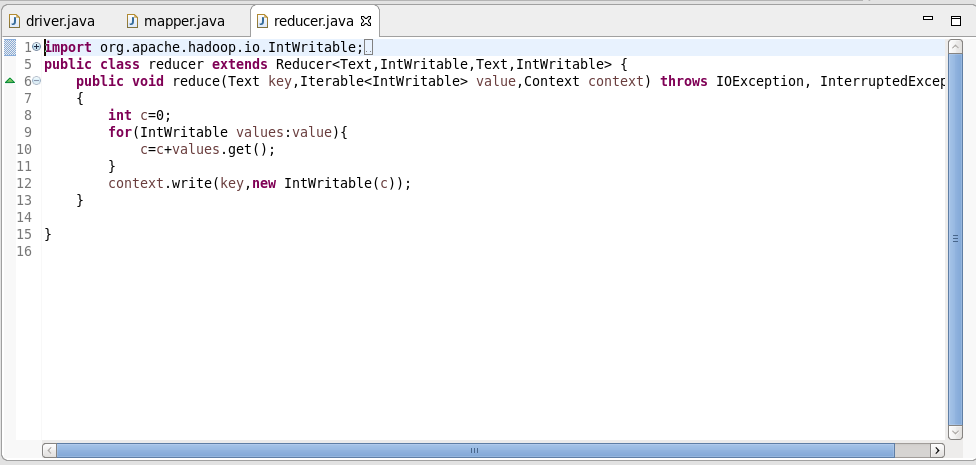 driver.java mapper.java reducer.java
1 import org.apache.hadoop.io.IntWritable;
5 public class reducer extends Reducer<Text,IntWritable,Text,IntWritable> {
6 public void reduce(Text key,Iterable<IntWritable> value,Context context) throws IOException, InterruptedExcep
7 {
8 int c=0;
9 for(IntWritable values:value){
10 c=c+values.get();
11 }
12 context.write(key,new IntWritable(c));
13 }
14
15 }
16